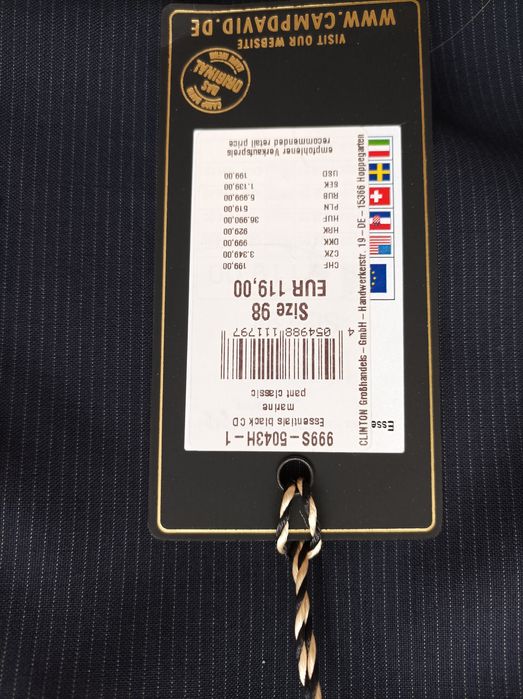 Esse
CLINTON Großhandels – GmbH – Handwerkerstr. 19 – DE – 15366 Hoppegarten
999S-5043H-1
Essentials black CD
marine
pant classic
4 054988 111797
Size 98
EUR 119,00
CHF 199,00
CZK 3.349,00
DKK 999,00
HRK 929,00
HUF 36.990,00
PLN 519,00
RUB 5.999,00
SEK 1.139,00
USD 199,00
empfohlener Verkaufspreis
recommended retail price
CAMP DAVID
DAS
ORIGINAL
VISIT OUR WEBSITE
WWW.CAMPDAVID.DE